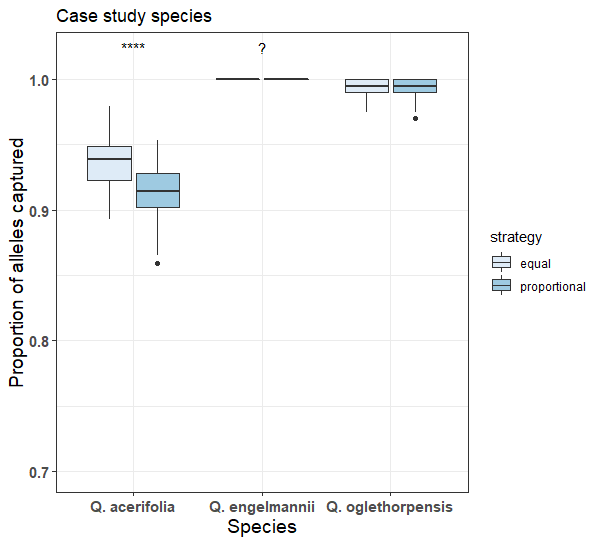 Case study species
****
?
1.0
0.9
0.8
0.7
Proportion of alleles captured
Q. acerifolia
Q. engelmannii
Q. oglethorpensis
Species
strategy
equal
proportional